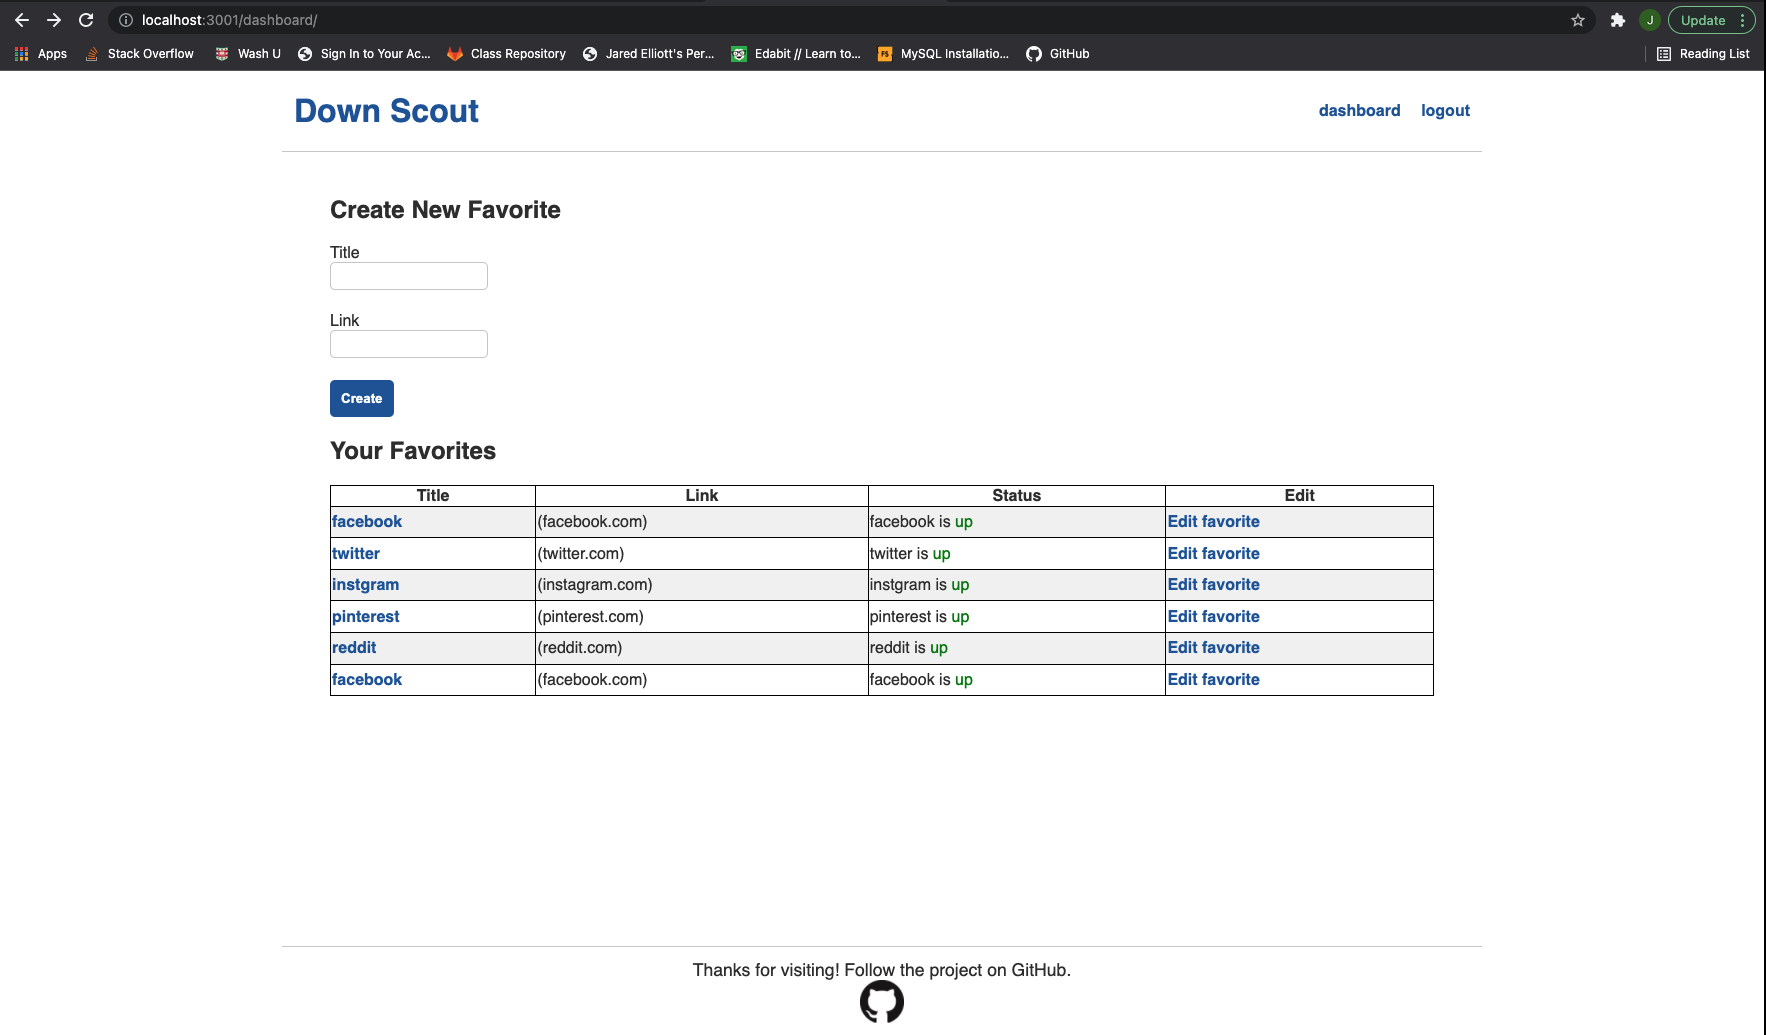 localhost:3001/dashboard/ J Update
Apps Stack Overflow Wash U Sign In to Your Ac... Class Repository Jared Elliott's Per... Edabit // Learn to... FS MySQL Installatio... GitHub Reading List
Down Scout dashboard logout
Create New Favorite
Title
Link
Create
Your Favorites
Title Link Status Edit
facebook (facebook.com) facebook is up Edit favorite
twitter (twitter.com) twitter is up Edit favorite
instgram (instagram.com) instgram is up Edit favorite
pinterest (pinterest.com) pinterest is up Edit favorite
reddit (reddit.com) reddit is up Edit favorite
facebook (facebook.com) facebook is up Edit favorite
Thanks for visiting! Follow the project on GitHub.